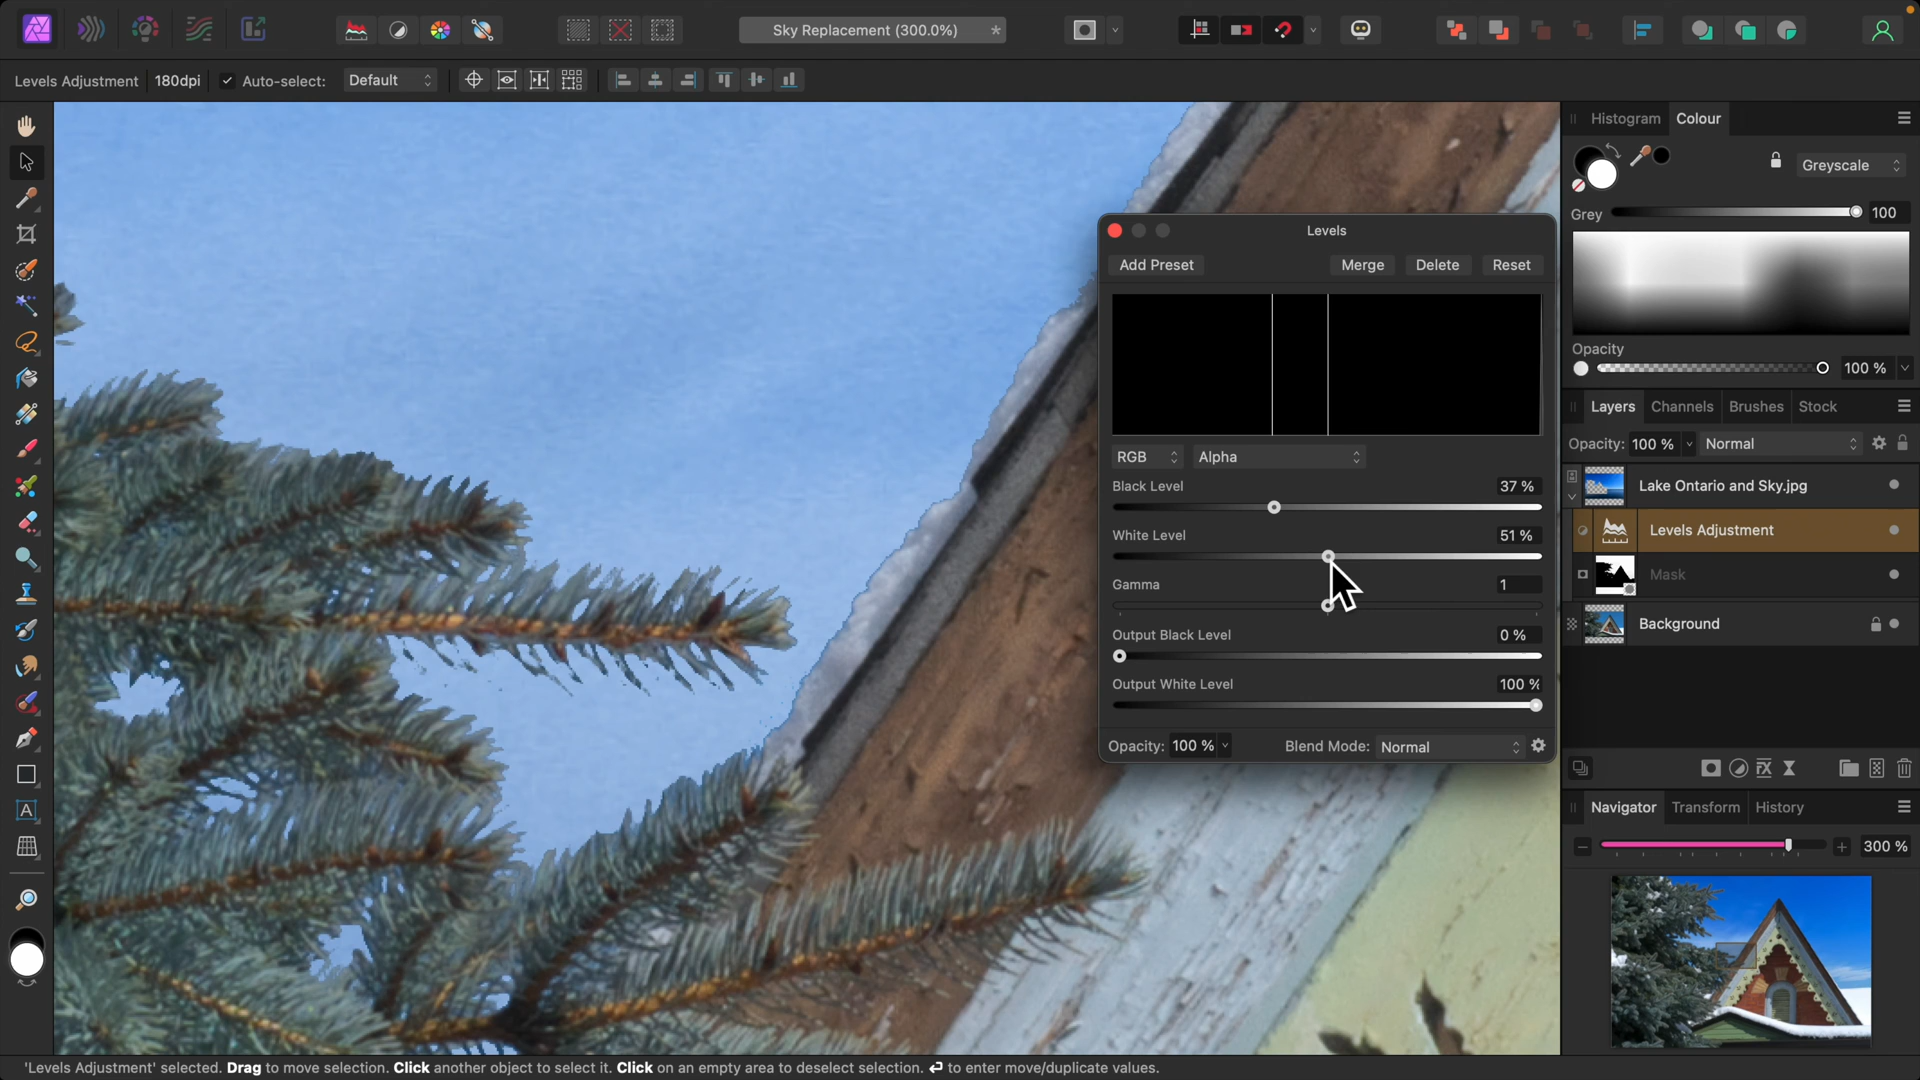 Sky Replacement (300.0%) *
Levels Adjustment 180dpi Auto-select: Default
Histogram Colour
Greyscale
Grey 100
Opacity
100 %
Levels
Add Preset Merge Delete Reset
RGB Alpha
Black Level 37 %
White Level 51 %
Gamma 1
Output Black Level 0 %
Output White Level 100 %
Opacity: 100 % Blend Mode: Normal
Layers Channels Brushes Stock
Opacity: 100 % Normal
Lake Ontario and Sky.jpg
Levels Adjustment
Mask
Background
Navigator Transform History
300 %
'Levels Adjustment' selected. Drag to move selection. Click another object to select it. Click on an empty area to deselect selection. ⏎ to enter move/duplicate values.